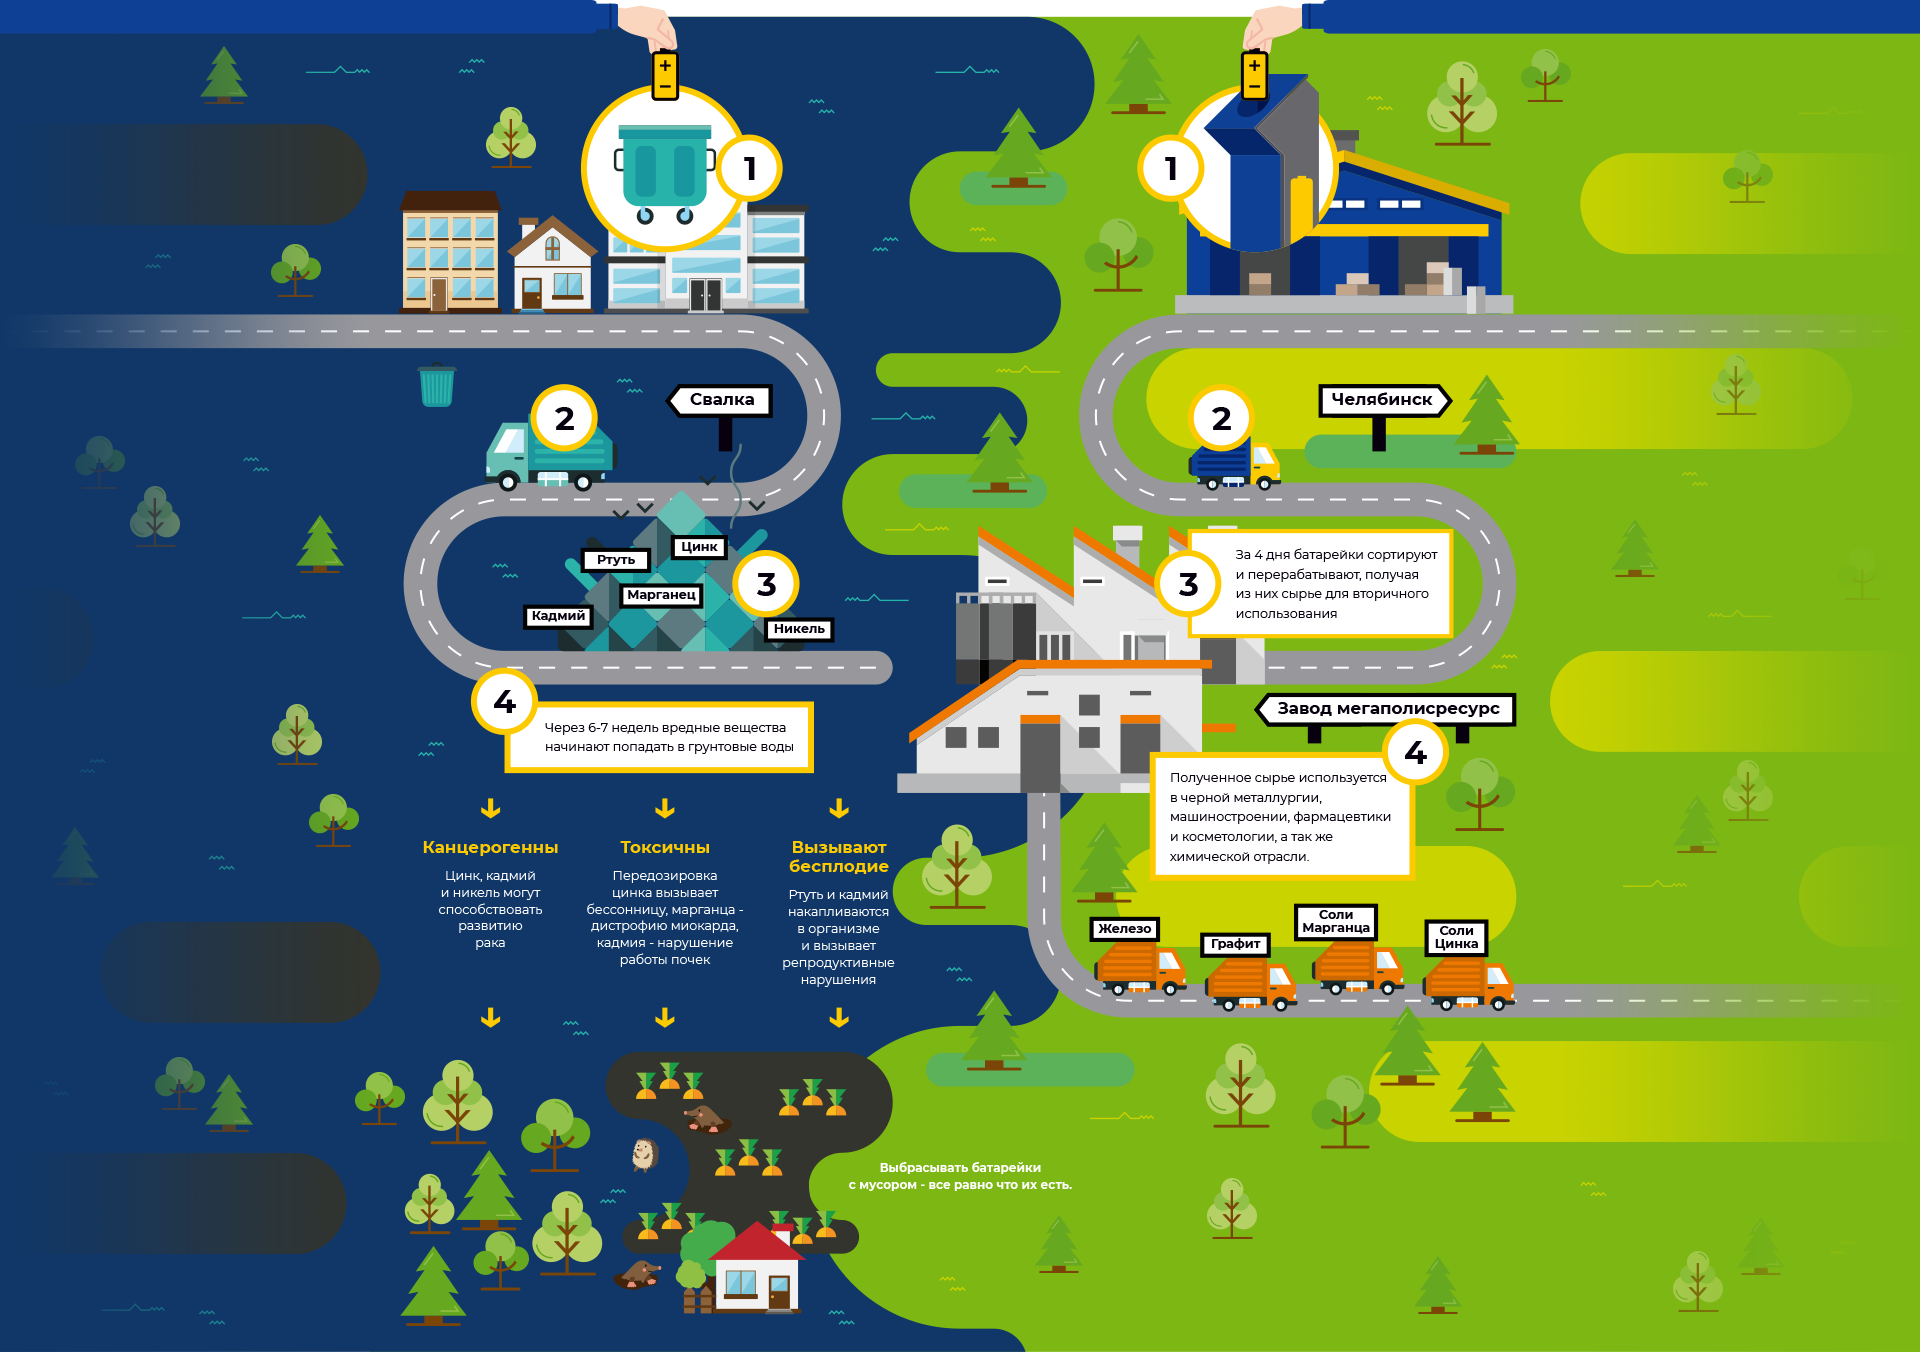 +
−
1
2
Свалка
Ртуть
Цинк
Марганец
Кадмий
Никель
3
4
Через 6-7 недель вредные вещества
начинают попадать в грунтовые воды
Канцерогенны
Цинк, кадмий
и никель могут
способствовать
развитию
рака
Токсичны
Передозировка
цинка вызывает
бессонницу, марганца -
дистрофию миокарда,
кадмия - нарушение
работы почек
Вызывают
бесплодие
Ртуть и кадмий
накапливаются
в организме
и вызывает
репродуктивные
нарушения
+
−
1
2
Челябинск
3
За 4 дня батарейки сортируют
и перерабатывают, получая
из них сырье для вторичного
использования
Завод мегаполисресурс
4
Полученное сырье используется
в черной металлургии,
машиностроении, фармацевтики
и косметологии, а так же
химической отрасли.
Железо
Графит
Соли
Марганца
Соли
Цинка
Выбрасывать батарейки
с мусором - все равно что их есть.